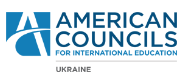 AMERICAN
COUNCILS
FOR INTERNATIONAL EDUCATION
UKRAINE